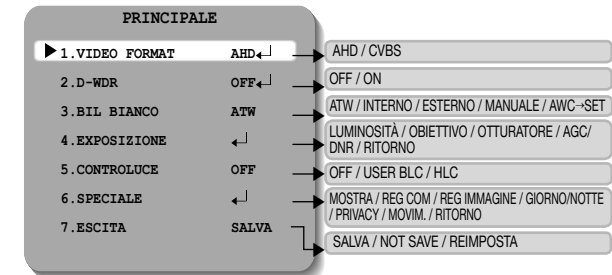 PRINCIPALE
1.VIDEO FORMAT AHD↵
AHD / CVBS
2.D-WDR OFF↵
OFF / ON
3.BIL BIANCO ATW
ATW / INTERNO / ESTERNO / MANUALE / AWC→SET
4.EXPOSIZIONE ↵
LUMINOSITÀ / OBIETTIVO / OTTURATORE / AGC/
DNR / RITORNO
5.CONTROLUCE OFF
OFF / USER BLC / HLC
6.SPECIALE ↵
MOSTRA / REG COM / REG IMMAGINE / GIORNO/NOTTE
/ PRIVACY / MOVIM. / RITORNO
7.ESCITA SALVA
SALVA / NOT SAVE / REIMPOSTA